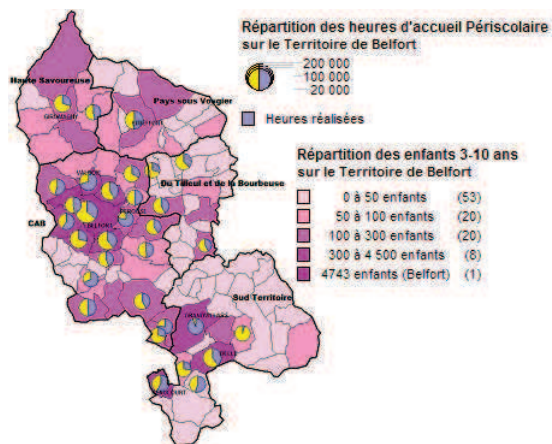 Répartition des heures d'accueil Périscolaire
sur le Territoire de Belfort
200 000
100 000
20 000
Heures réalisées
Répartition des enfants 3-10 ans
sur le Territoire de Belfort
0 à 50 enfants (53)
50 à 100 enfants (20)
100 à 300 enfants (20)
300 à 4 500 enfants (8)
4743 enfants (Belfort) (1)
Haute Savoureuse
Pays sous Vosgien
Du Tilleul et de la Bourbeuse
CAB
BELFORT
Sud Territoire